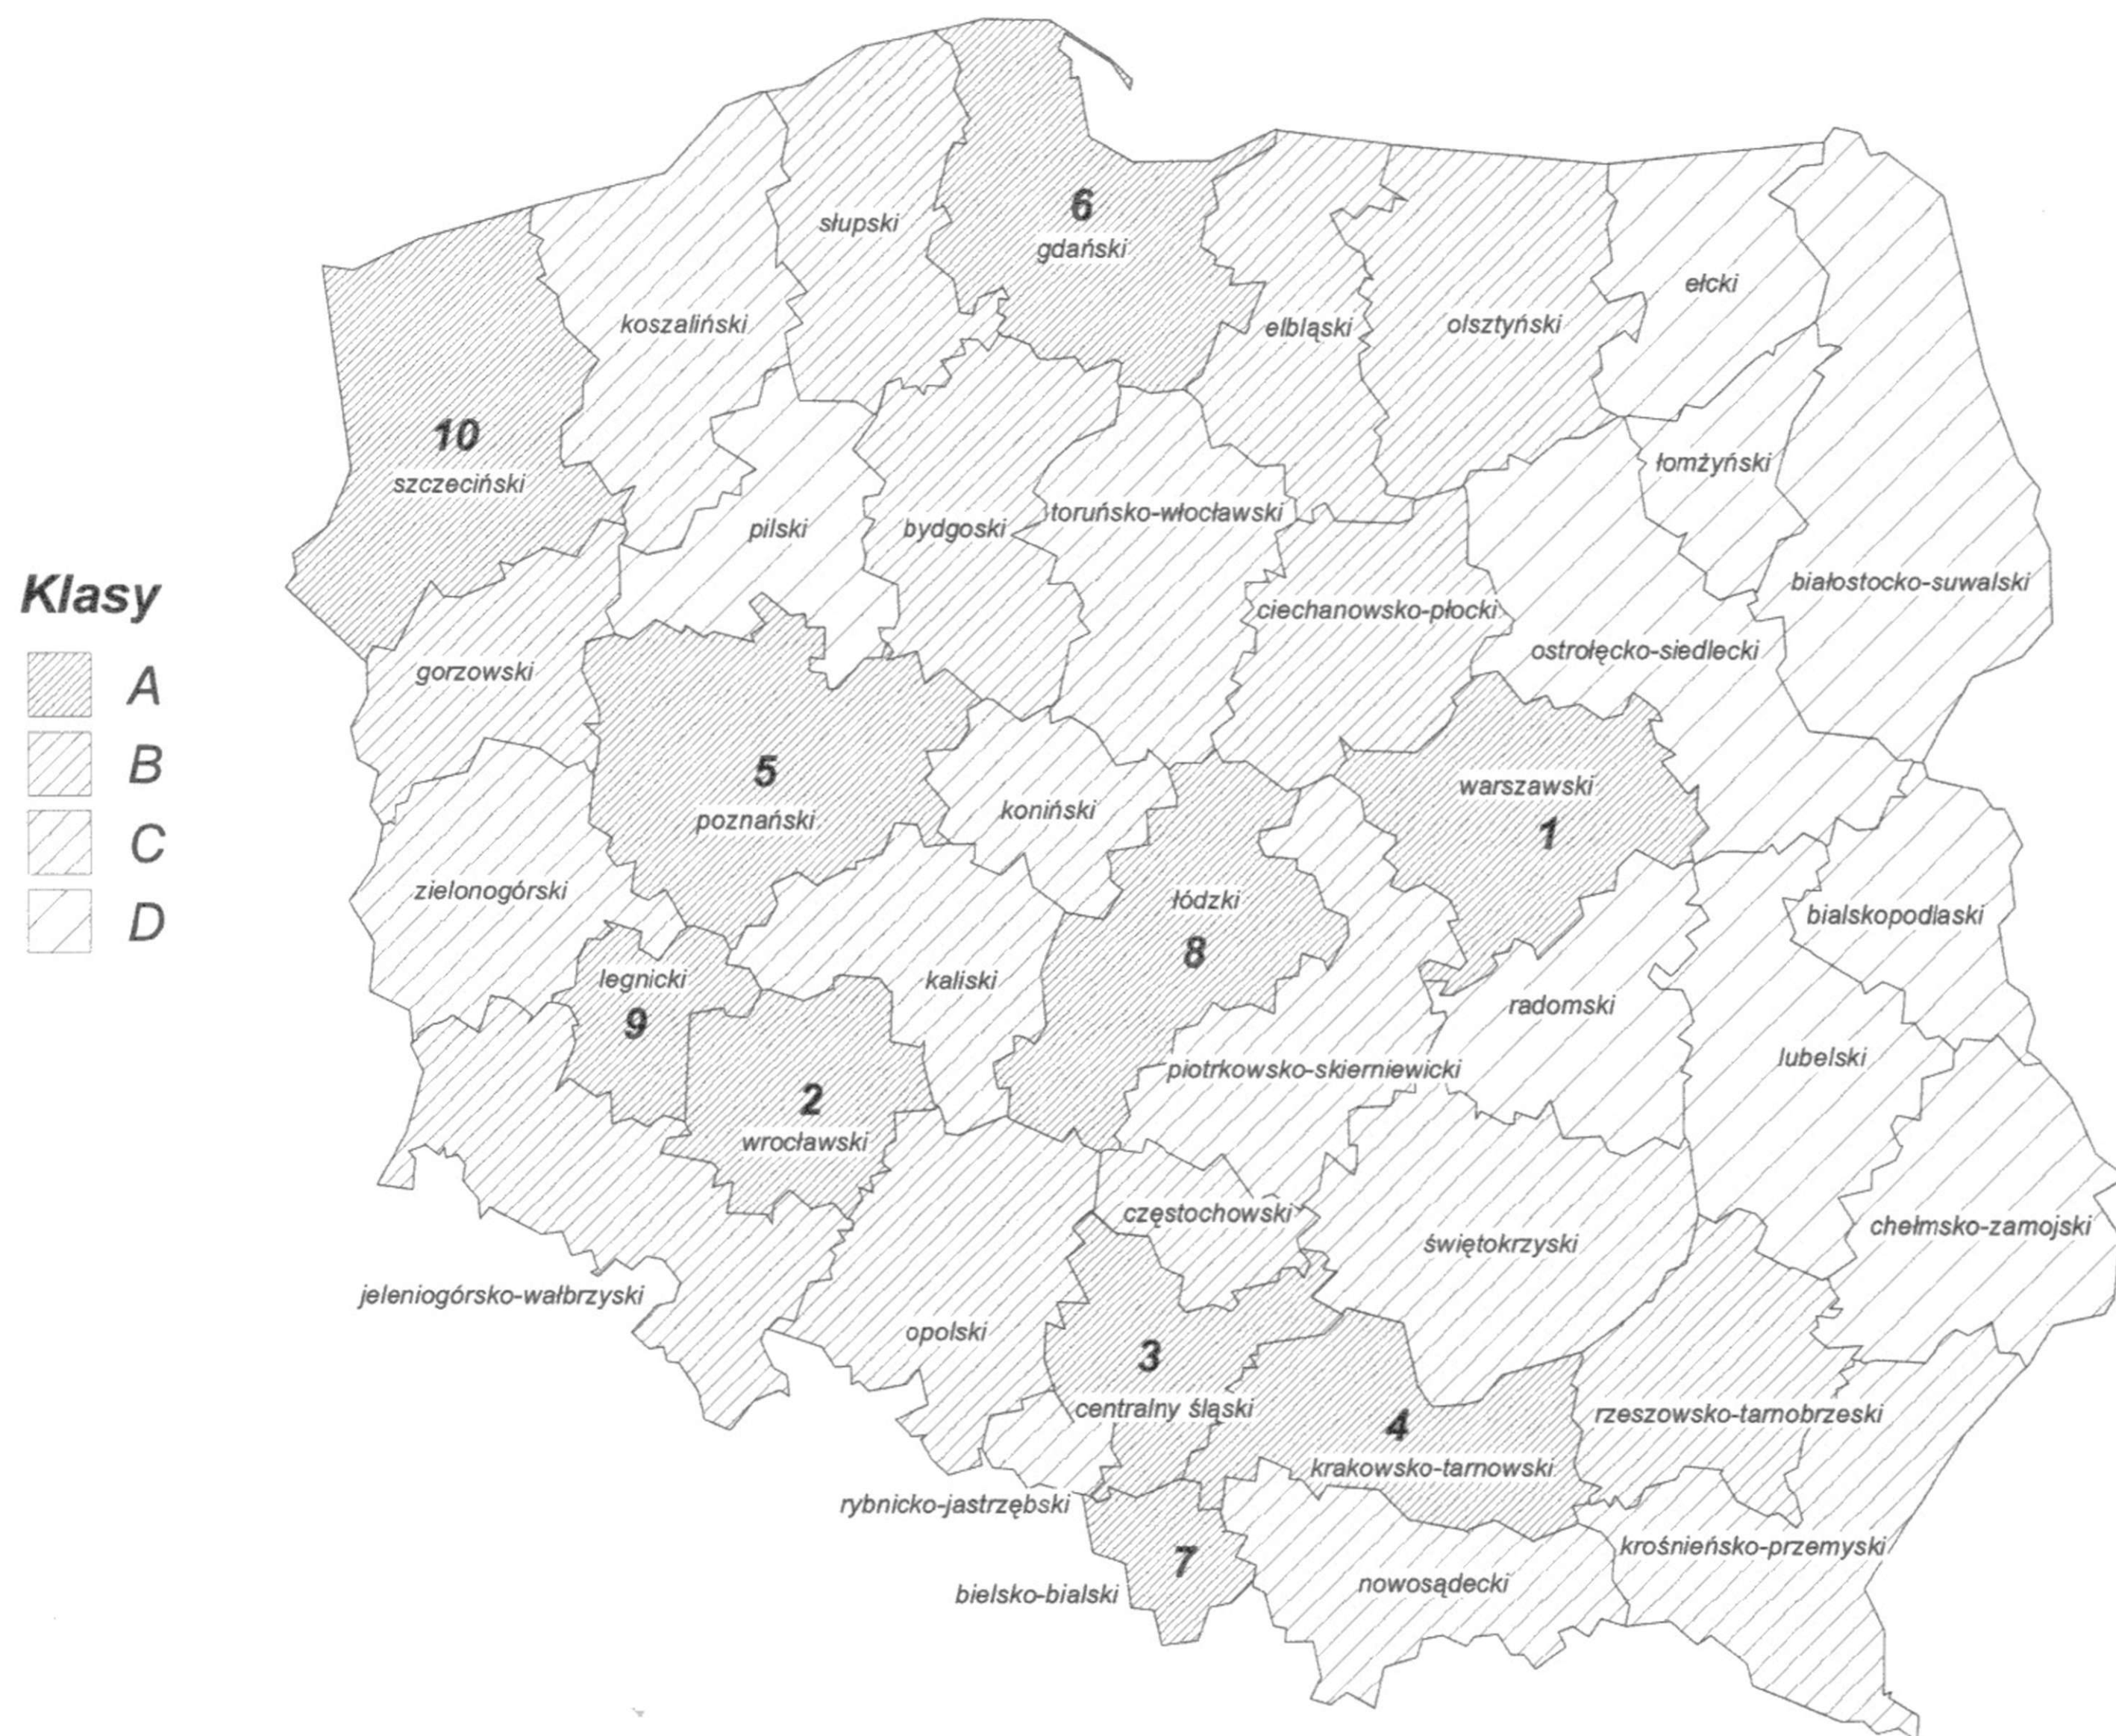 Klasy
A
B
C
D
6
gdański
słupski
koszaliński
elbląski
olsztyński
ełcki
10
szczeciński
pilski
bydgoski
toruńsko-włocławski
łomżyński
ciechanowsko-płocki
białostocko-suwalski
ostrołęcko-siedlecki
gorzowski
5
poznański
koniński
warszawski
1
zielonogórski
łódzki
8
bialskopodlaski
legnicki
9
kaliski
radomski
lubelski
piotrkowsko-skierniewicki
2
wrocławski
częstochowski
świętokrzyski
chełmsko-zamojski
jeleniogórsko-wałbrzyski
opolski
3
centralny śląski
4
krakowsko-tarnowski
rzeszowsko-tarnobrzeski
rybnicko-jastrzębski
7
bielsko-bialski
nowosądecki
krośnieńsko-przemyski